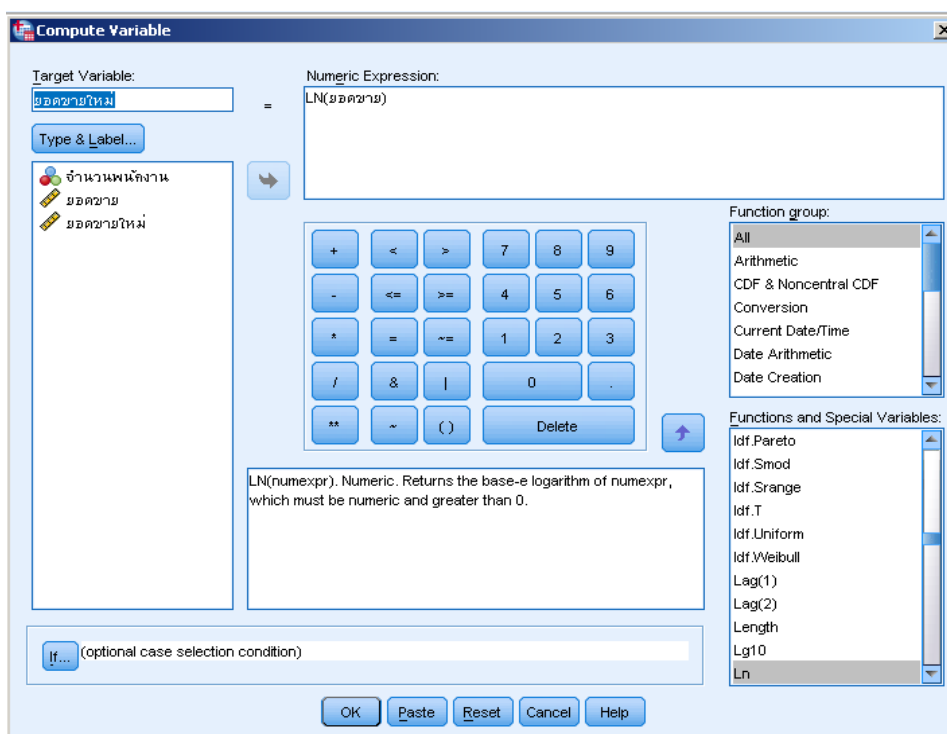 Compute Variable
Target Variable:
ยอดขายใหม่
=
Numeric Expression:
LN(ยอดขาย)
Type & Label...
จำนวนพนักงาน
ยอดขาย
ยอดขายใหม่
+ < > 7 8 9
- <= >= 4 5 6
* = ~= 1 2 3
/ & | 0 .
** ~ ( ) Delete
LN(numexpr). Numeric. Returns the base-e logarithm of numexpr,
which must be numeric and greater than 0.
Function group:
All
Arithmetic
CDF & Noncentral CDF
Conversion
Current Date/Time
Date Arithmetic
Date Creation
Functions and Special Variables:
Idf.Pareto
Idf.Smod
Idf.Srange
Idf.T
Idf.Uniform
Idf.Weibull
Lag(1)
Lag(2)
Length
Lg10
Ln
If... (optional case selection condition)
OK Paste Reset Cancel Help